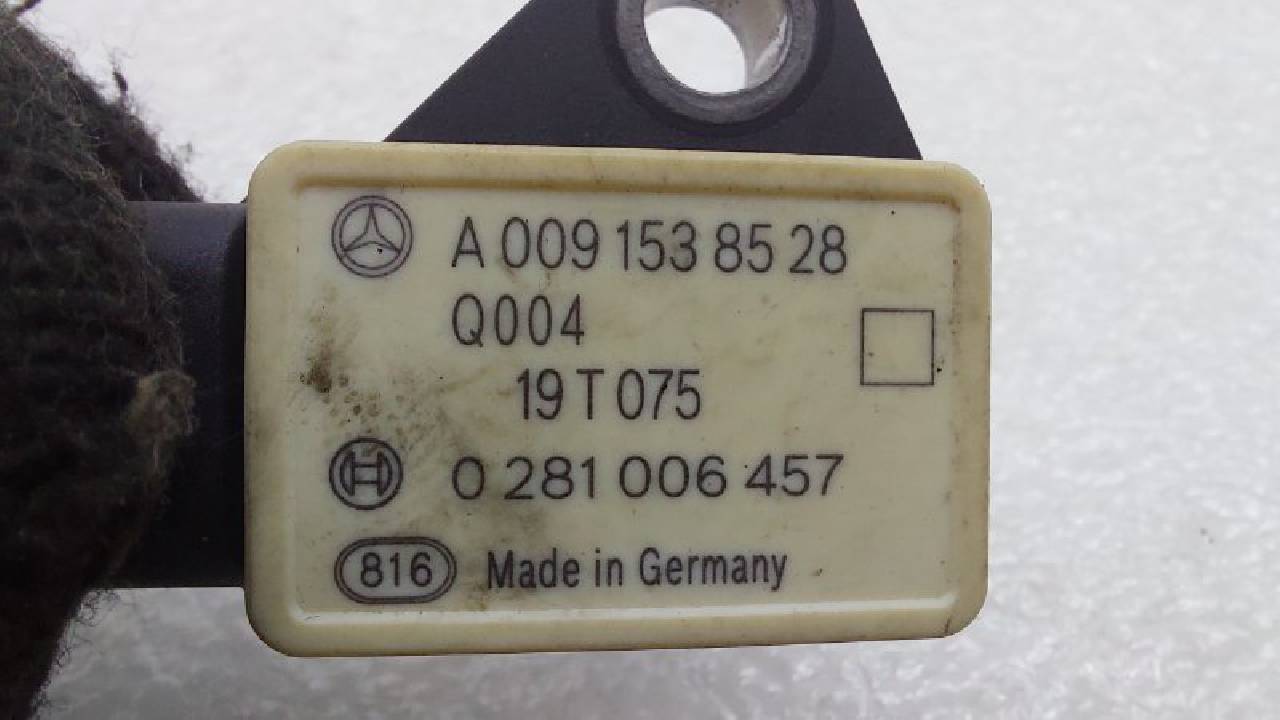 A 009 153 85 28
Q004
19 T 075
0 281 006 457
816 Made in Germany